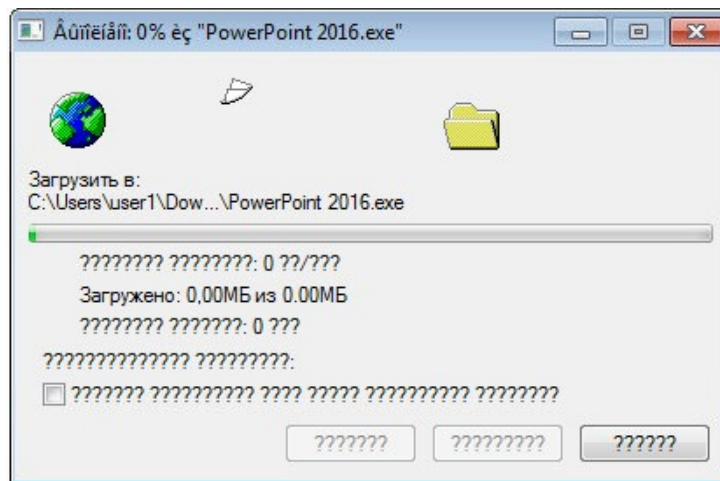 Âûïîëíåíî: 0% èç "PowerPoint 2016.exe"
Загрузить в:
C:\Users\user1\Dow...\PowerPoint 2016.exe
???????? ????????: 0 ??/???
Загружено: 0,00МБ из 0.00МБ
???????? ???????: 0 ???
?????????????? ?????????:
??????? ?????????? ???? ????? ?????????? ????????
??????? ????????? ??????